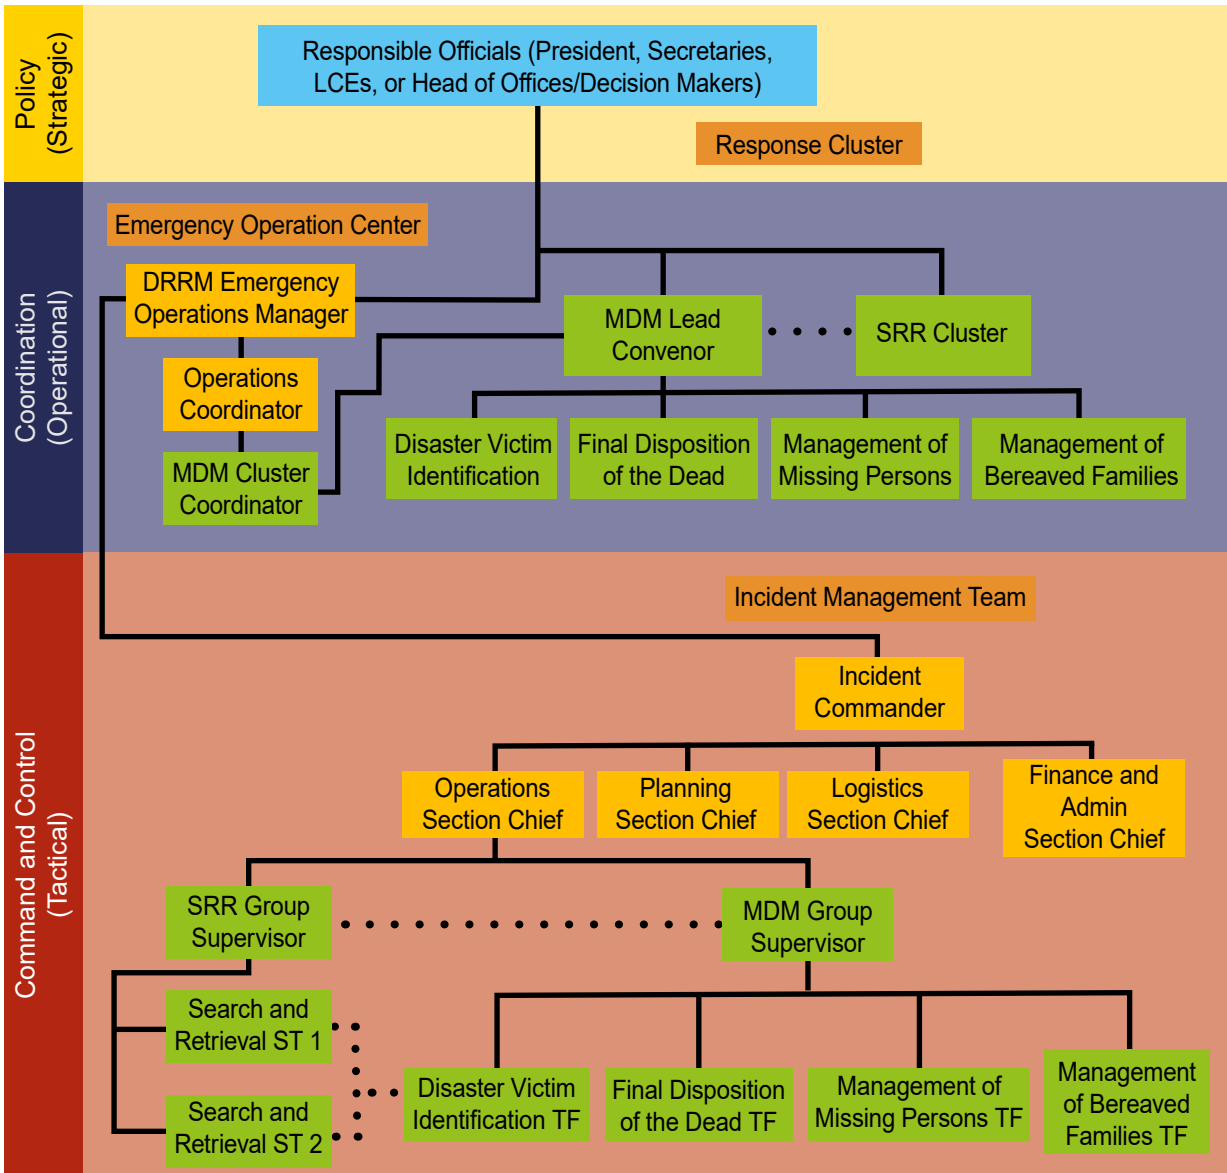 Policy
(Strategic)
Responsible Officials (President, Secretaries,
LCEs, or Head of Offices/Decision Makers)
Response Cluster
Coordination
(Operational)
Emergency Operation Center
DRRM Emergency
Operations Manager
Operations
Coordinator
MDM Cluster
Coordinator
MDM Lead
Convenor
SRR Cluster
Disaster Victim
Identification
Final Disposition
of the Dead
Management of
Missing Persons
Management of
Bereaved Families
Command and Control
(Tactical)
Incident Management Team
Incident
Commander
Operations
Section Chief
Planning
Section Chief
Logistics
Section Chief
Finance and
Admin
Section Chief
SRR Group
Supervisor
MDM Group
Supervisor
Search and
Retrieval ST 1
Search and
Retrieval ST 2
Disaster Victim
Identification TF
Final Disposition
of the Dead TF
Management of
Missing Persons TF
Management
of Bereaved
Families TF